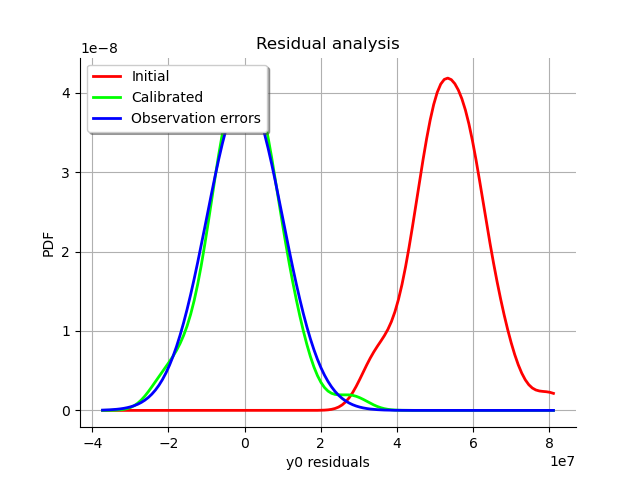 Residual analysis
1e−8
Initial
Calibrated
Observation errors
4
3
2
1
0
PDF
−4
−2
0
2
4
6
8
1e7
y0 residuals